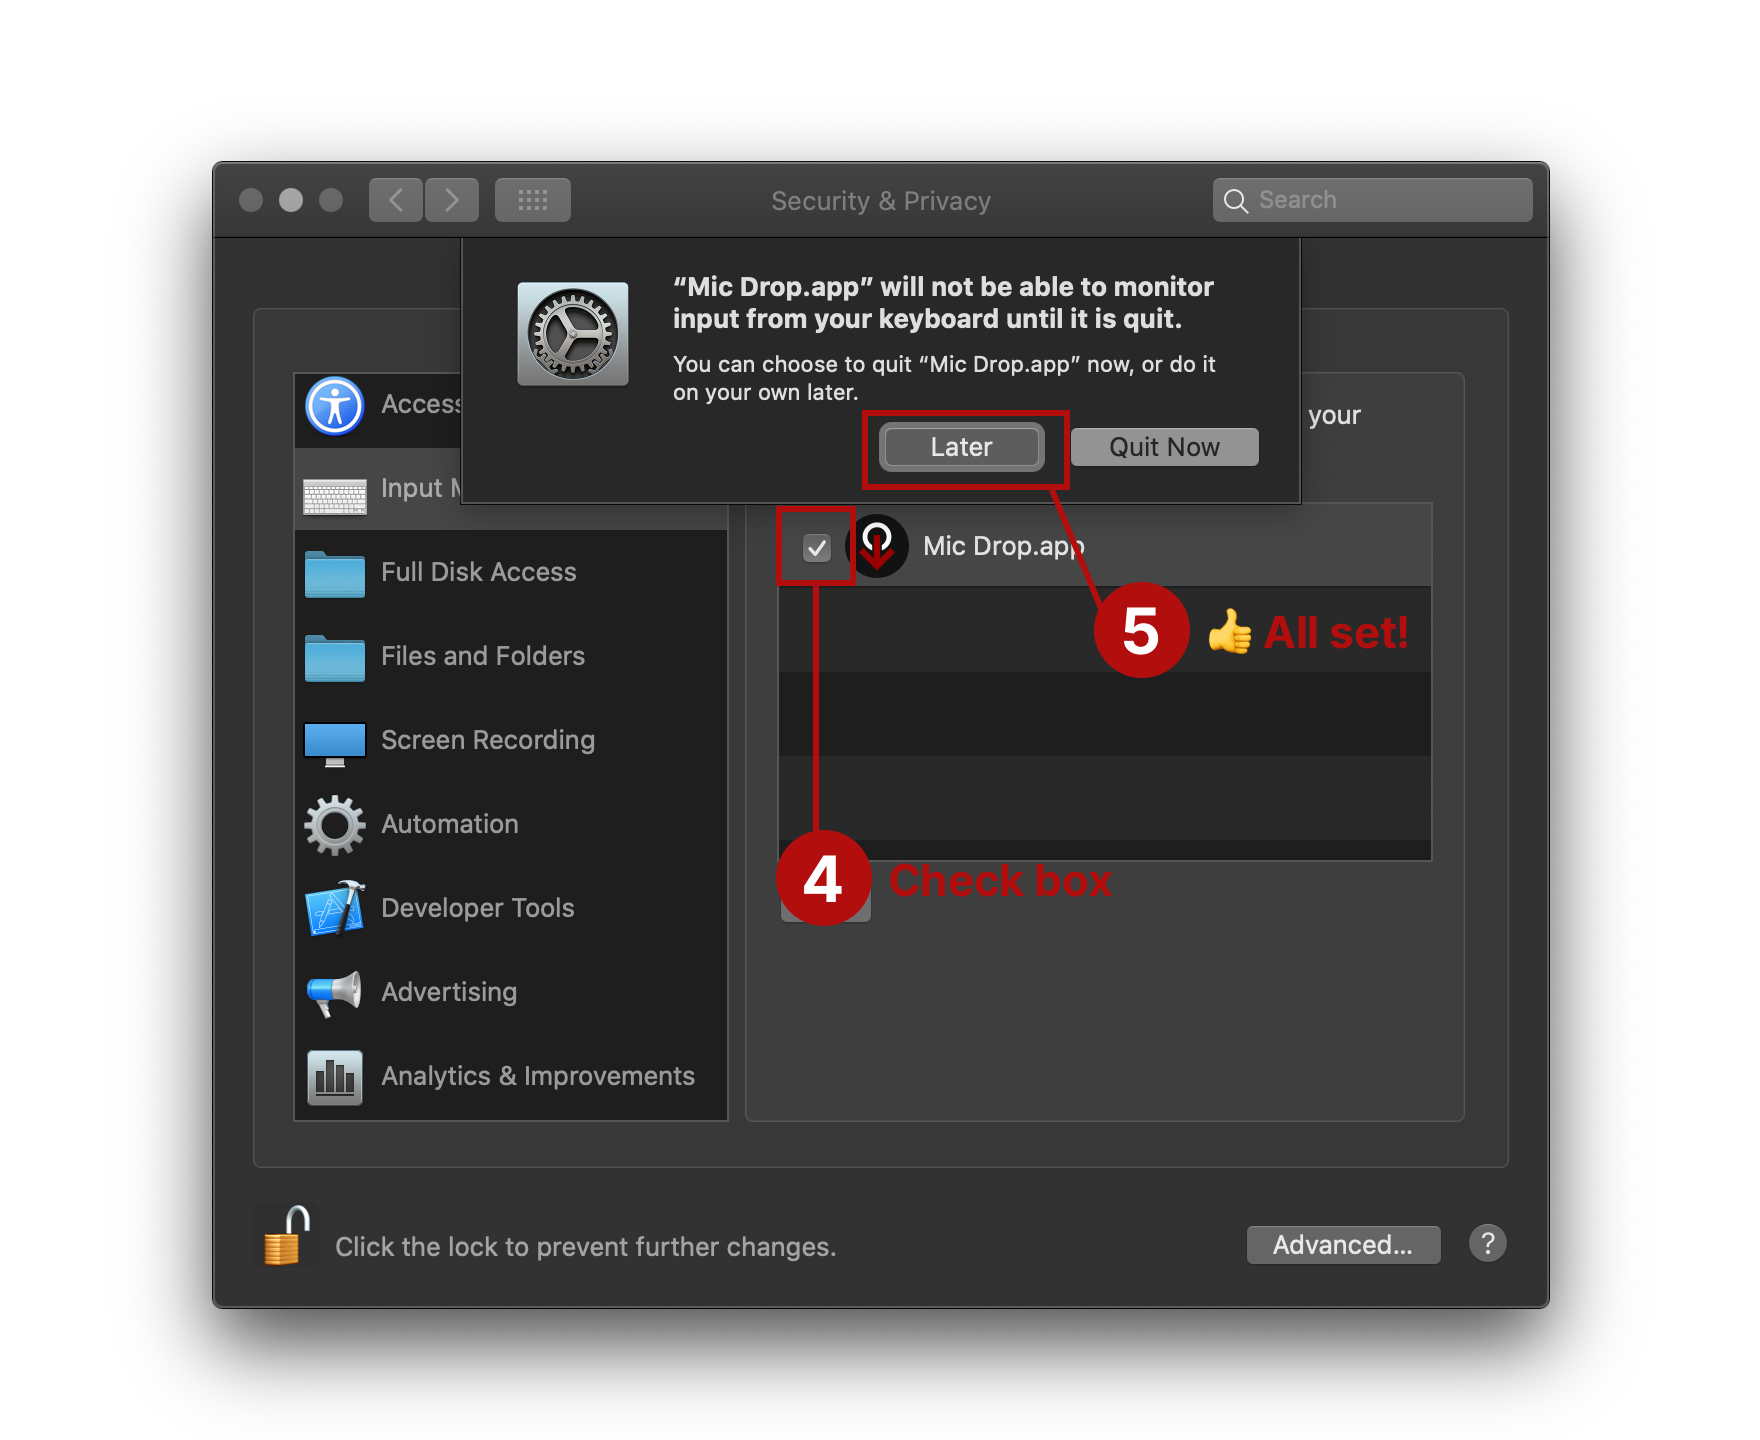 Security & Privacy
Search
“Mic Drop.app” will not be able to monitor
input from your keyboard until it is quit.
You can choose to quit “Mic Drop.app” now, or do it
on your own later.
Later
Quit Now
your
Access
Input M
Full Disk Access
Files and Folders
Screen Recording
Automation
Developer Tools
Advertising
Analytics & Improvements
Mic Drop.app
5 👍 All set!
4 Check box
Click the lock to prevent further changes.
Advanced...
?